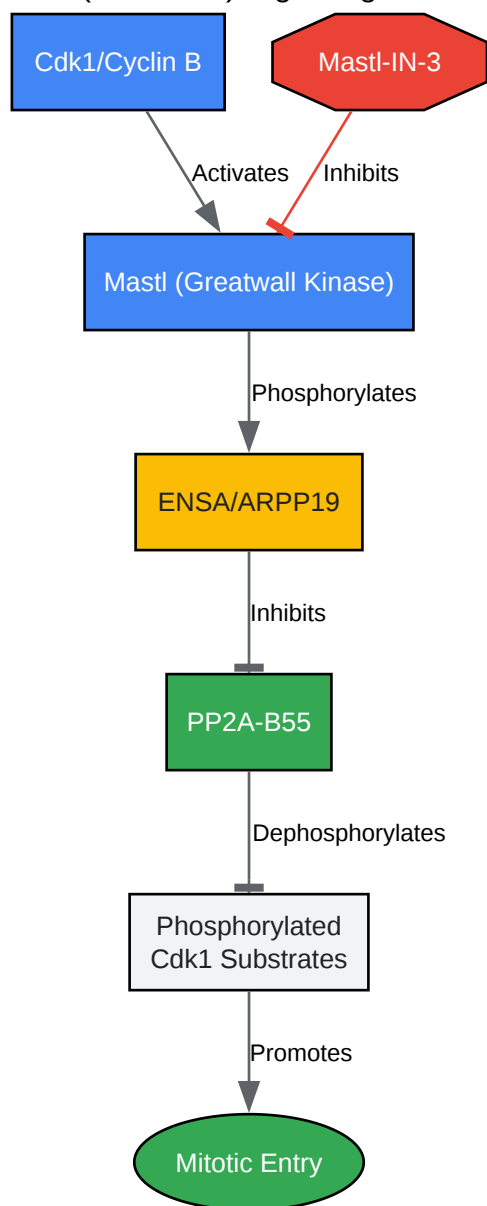 Cdk1/Cyclin B
Mastl-IN-3
Activates
Inhibits
Mastl (Greatwall Kinase)
Phosphorylates
ENSA/ARPP19
Inhibits
PP2A-B55
Dephosphorylates
Phosphorylated
Cdk1 Substrates
Promotes
Mitotic Entry